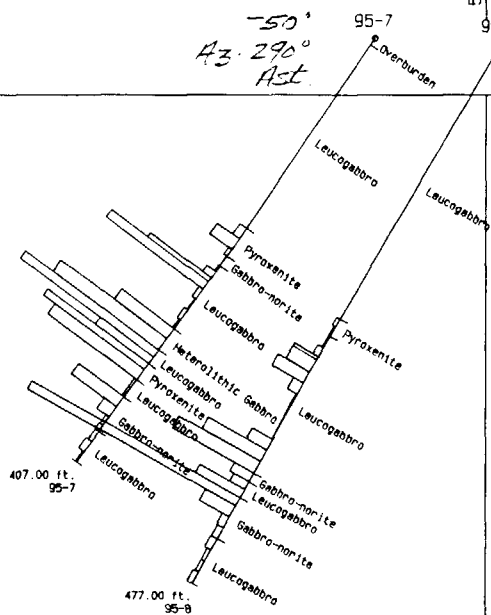 -50°
Az. 290°
Ast.
95-7
9
Overburden
Leucogabbro
Pyroxenite
Gabbro-norite
Leucogabbro
Heterolithic Gabbro
Leucogabbro
Pyroxenite
Leucogabbro
Gabbro-norite
Leucogabbro
407.00 ft.
95-7
Leucogabbro
Pyroxenite
Leucogabbro
Gabbro-norite
Leucogabbro
Gabbro-norite
Leucogabbro
477.00 ft.
95-8